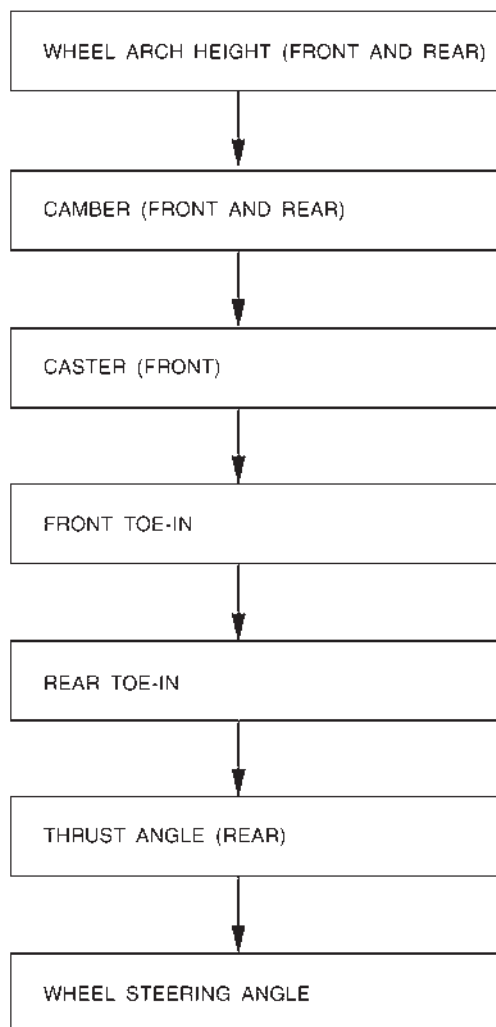 WHEEL ARCH HEIGHT (FRONT AND REAR)
CAMBER (FRONT AND REAR)
CASTER (FRONT)
FRONT TOE-IN
REAR TOE-IN
THRUST ANGLE (REAR)
WHEEL STEERING ANGLE